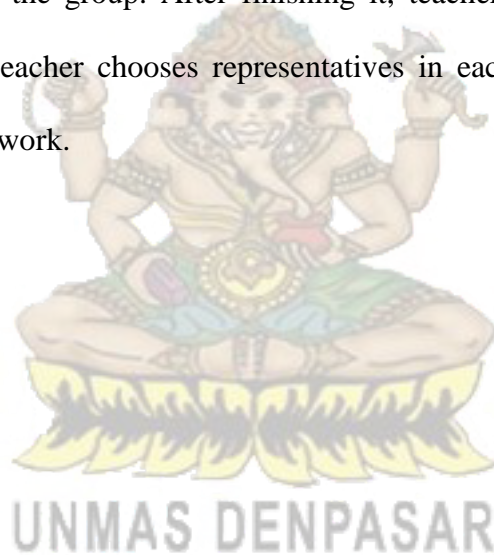 the group. After finishing it, teacher
eacher chooses representatives in eac
work.
UNMAS DENPASAR